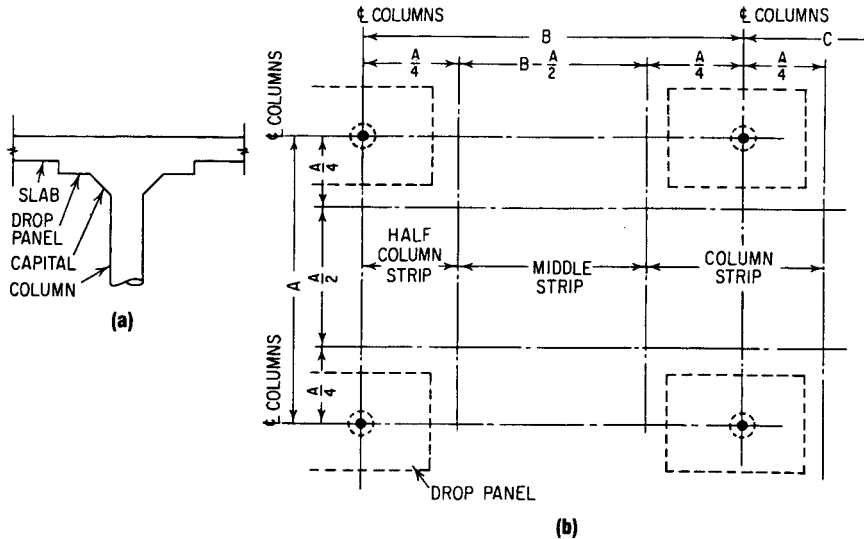 ℄ COLUMNS
℄ COLUMNS
B
C
A/4
B - A/2
A/4
A/4
℄ COLUMNS
A/4
SLAB
DROP
PANEL
CAPITAL
COLUMN
(a)
A
A/2
HALF
COLUMN
STRIP
MIDDLE
STRIP
COLUMN
STRIP
A/4
℄ COLUMNS
DROP PANEL
(b)